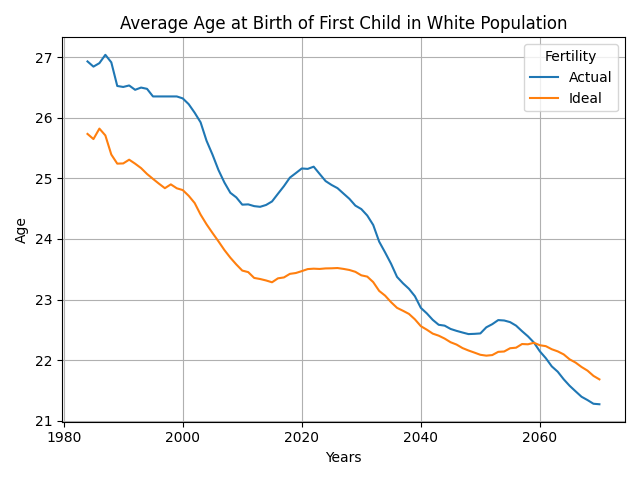 Average Age at Birth of First Child in White Population
Fertility
Actual
Ideal
Age
27
26
25
24
23
22
21
1980
2000
2020
2040
2060
Years